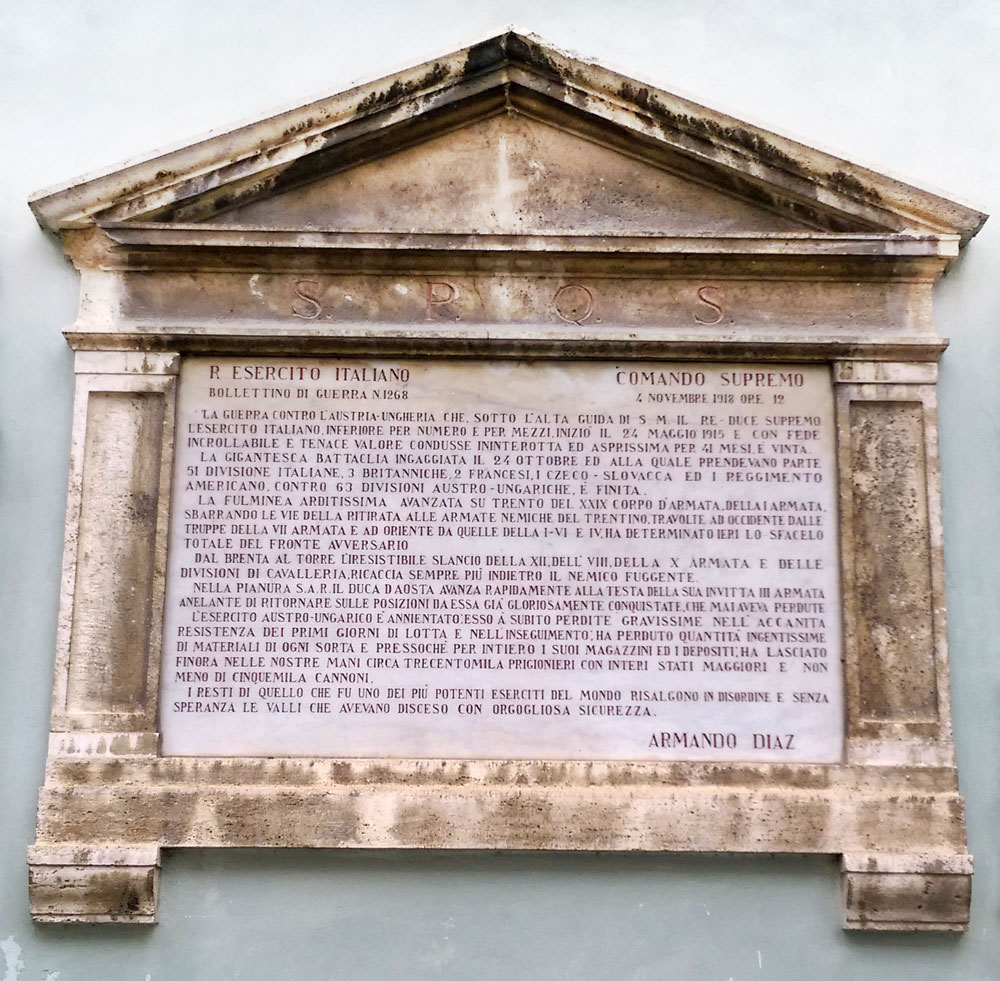 S. P. Q. S.
R ESERCITO ITALIANO COMANDO SUPREMO
BOLLETTINO DI GUERRA N1268 4 NOVEMBRE 1918 ORE 12
LA GUERRA CONTRO L'AUSTRIA-UNGHERIA CHE, SOTTO L'ALTA GUIDA DI S. M. IL RE-DUCE SUPREMO
L'ESERCITO ITALIANO, INFERIORE PER NUMERO E PER MEZZI, INIZIO' IL 24 MAGGIO 1915 E CON FEDE
INCROLLABILE E TENACE VALORE CONDUSSE ININTEROTTA ED ASPRISSIMA PER 41 MESI, E' VINTA.
LA GIGANTESCA BATTAGLIA INGAGGIATA IL 24 OTTOBRE ED ALLA QUALE PRENDEVANO PARTE
51 DIVISIONE ITALIANE, 3 BRITANNICHE, 2 FRANCESI, 1 CZECO-SLOVACCA ED 1 REGGIMENTO
AMERICANO, CONTRO 63 DIVISIONI AUSTRO-UNGARICHE, E' FINITA.
LA FULMINEA ARDITISSIMA AVANZATA SU TRENTO DEL XXIX CORPO D'ARMATA, DELLA I ARMATA,
SBARRANDO LE VIE DELLA RITIRATA ALLE ARMATE NEMICHE DEL TRENTINO, TRAVOLTE AD OCCIDENTE DALLE
TRUPPE DELLA VII ARMATA E AD ORIENTE DA QUELLE DELLA I-VI E IV, HA DETERMINATO IERI LO SFACELO
TOTALE DEL FRONTE AVVERSARIO
DAL BRENTA AL TORRE L'IRESISTIBILE SLANCIO DELLA XII, DELL'VIII, DELLA X ARMATA E DELLE
DIVISIONI DI CAVALLERIA, RICACCIA SEMPRE PIU' INDIETRO IL NEMICO FUGGENTE.
NELLA PIANURA S.A.R. IL DUCA D'AOSTA AVANZA RAPIDAMENTE ALLA TESTA DELLA SUA INVITTA III ARMATA
ANELANTE DI RITORNARE SULLE POSIZIONI DA ESSA GIA' GLORIOSAMENTE CONQUISTATE, CHE MAI AVEVA PERDUTE
L'ESERCITO AUSTRO-UNGARICO E' ANNIENTATO: ESSO A SUBITO PERDITE GRAVISSIME NELL'ACCANITA
RESISTENZA DEI PRIMI GIORNI DI LOTTA E NELL'INSEGUIMENTO; HA PERDUTO QUANTITA' INGENTISSIME
DI MATERIALI DI OGNI SORTA E PRESSOCHE' PER INTIERO I SUOI MAGAZZINI ED I DEPOSITI; HA LASCIATO
FINORA NELLE NOSTRE MANI CIRCA TRECENTOMILA PRIGIONIERI CON INTERI STATI MAGGIORI E NON
MENO DI CINQUEMILA CANNONI.
I RESTI DI QUELLO CHE FU UNO DEI PIU' POTENTI ESERCITI DEL MONDO RISALGONO IN DISORDINE E SENZA
SPERANZA LE VALLI CHE AVEVANO DISCESO CON ORGOGLIOSA SICUREZZA.
ARMANDO DIAZ